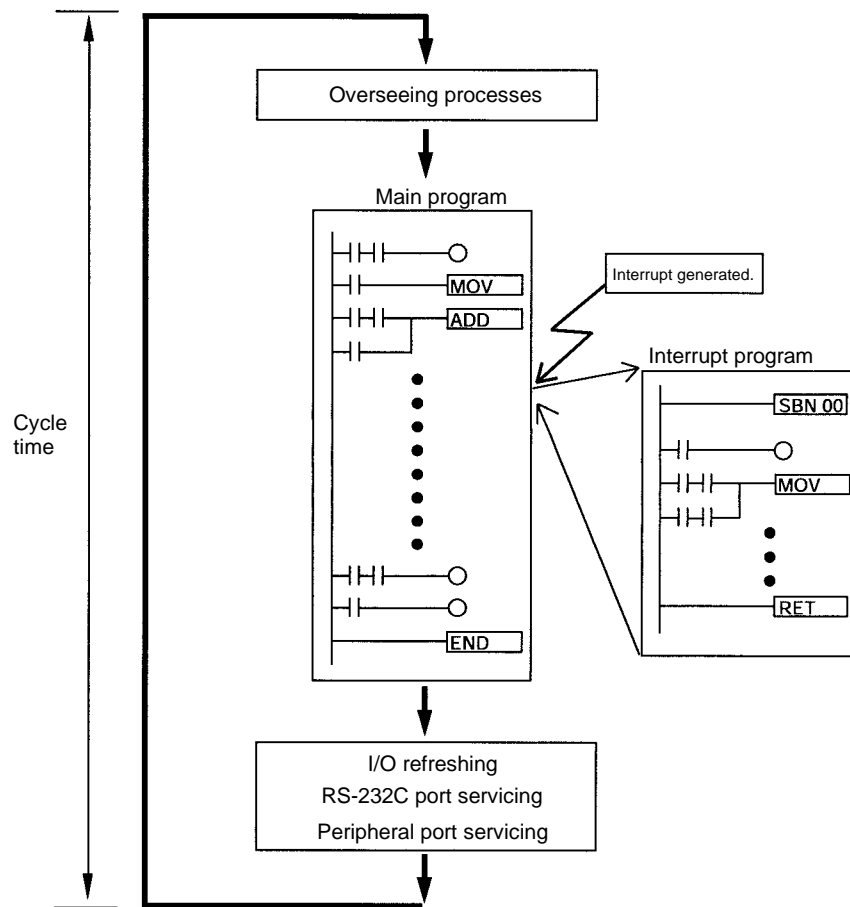 Overseeing processes
Main program
MOV
ADD
Interrupt generated.
Interrupt program
SBN 00
MOV
RET
Cycle
time
END
I/O refreshing
RS-232C port servicing
Peripheral port servicing